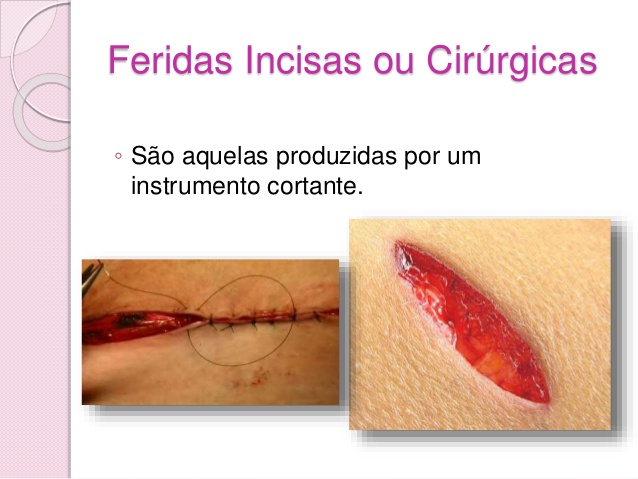 Feridas Incisas ou Cirúrgicas
São aquelas produzidas por um
instrumento cortante.